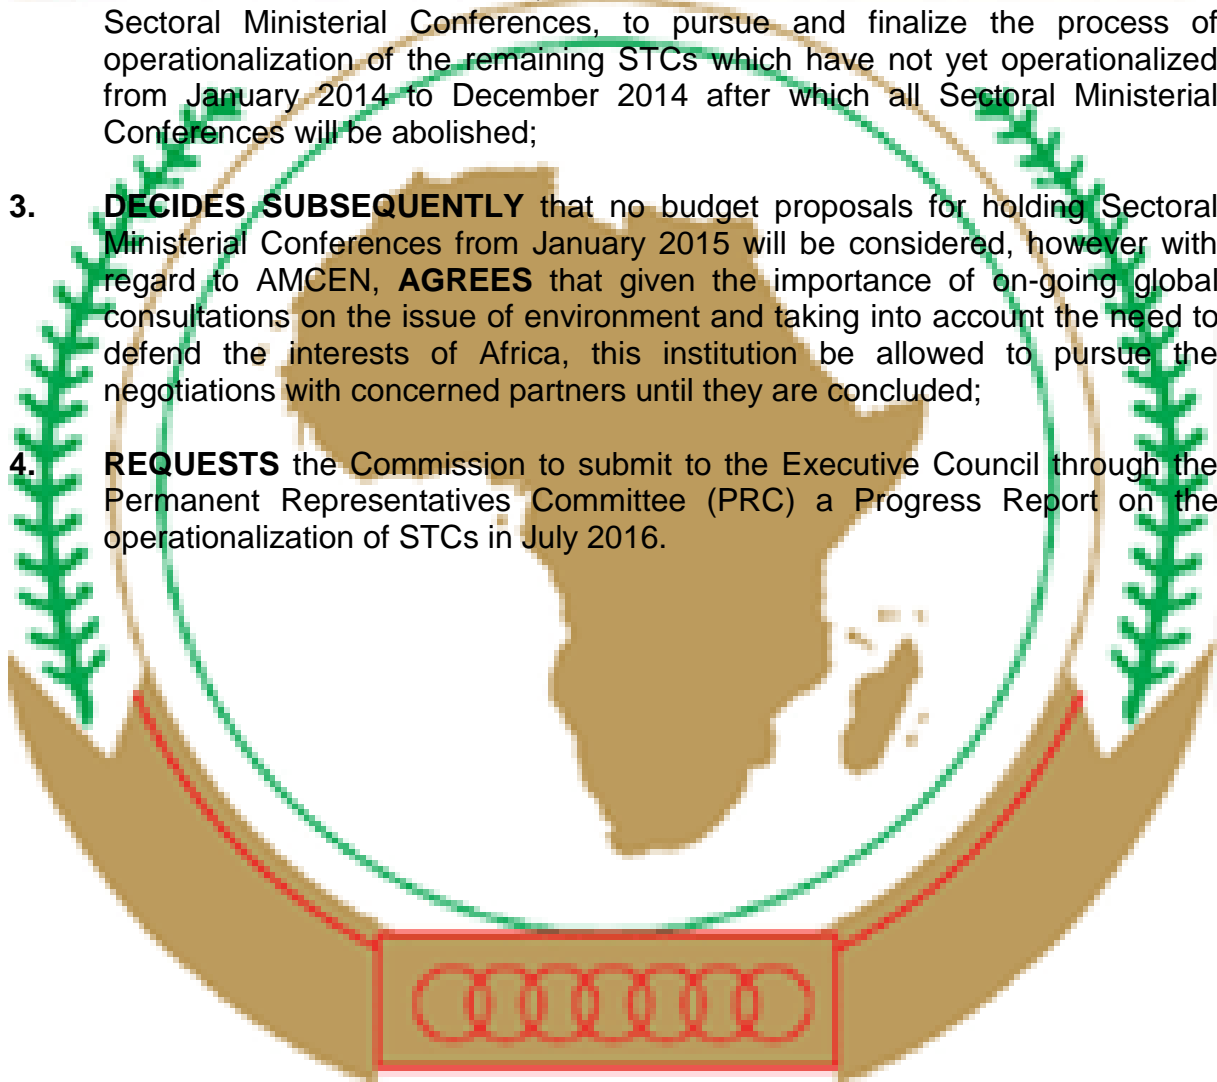 Sectoral Ministerial Conferences, to pursue and finalize the process of
operationalization of the remaining STCs which have not yet operationalized
from January 2014 to December 2014 after which all Sectoral Ministerial
Conferences will be abolished;
3. DECIDES SUBSEQUENTLY that no budget proposals for holding Sectoral
Ministerial Conferences from January 2015 will be considered, however with
regard to AMCEN, AGREES that given the importance of on-going global
consultations on the issue of environment and taking into account the need to
defend the interests of Africa, this institution be allowed to pursue the
negotiations with concerned partners until they are concluded;
4. REQUESTS the Commission to submit to the Executive Council through the
Permanent Representatives Committee (PRC) a Progress Report on the
operationalization of STCs in July 2016.